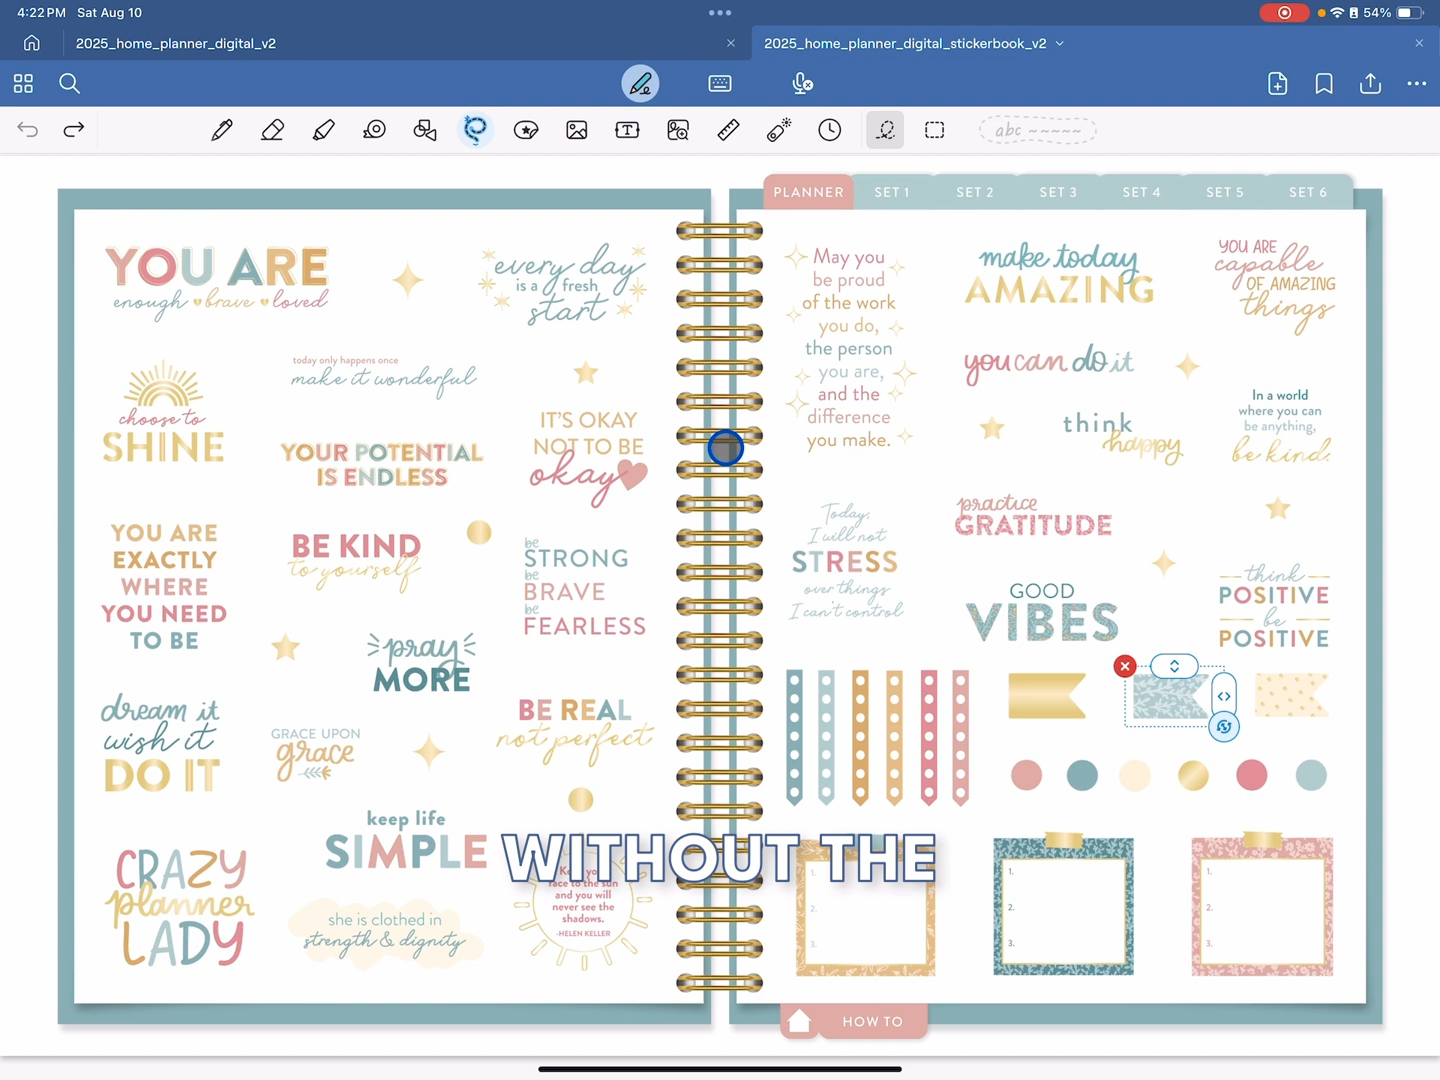 4:22 PM Sat Aug 10
54%
2025_home_planner_digital_v2
2025_home_planner_digital_stickerbook_v2
abc
PLANNER
SET 1
SET 2
SET 3
SET 4
SET 5
SET 6
YOU ARE
enough brave loved
every day
is a fresh
start
today only happens once
make it wonderful
choose to
SHINE
YOUR POTENTIAL
IS ENDLESS
IT'S OKAY
NOT TO BE
okay
YOU ARE
EXACTLY
WHERE
YOU NEED
TO BE
BE KIND
to yourself
be
STRONG
be
BRAVE
be
FEARLESS
pray
MORE
dream it
wish it
DO IT
GRACE UPON
grace
BE REAL
not perfect
keep life
SIMPLE
CRAZY
planner
LADY
she is clothed in
strength & dignity
face to the sun
and you will
never see the
shadows.
-HELEN KELLER
May you
be proud
of the work
you do,
the person
you are,
and the
difference
you make.
make today
AMAZING
YOU ARE
capable
OF AMAZING
things
you can do it
think
happy
In a world
where you can
be anything,
be kind.
practice
GRATITUDE
Today,
I will not
STRESS
over things
I can't control
GOOD
VIBES
think
POSITIVE
be
POSITIVE
WITHOUT THE
1.
2.
3.
1.
2.
3.
1.
2.
3.
HOW TO